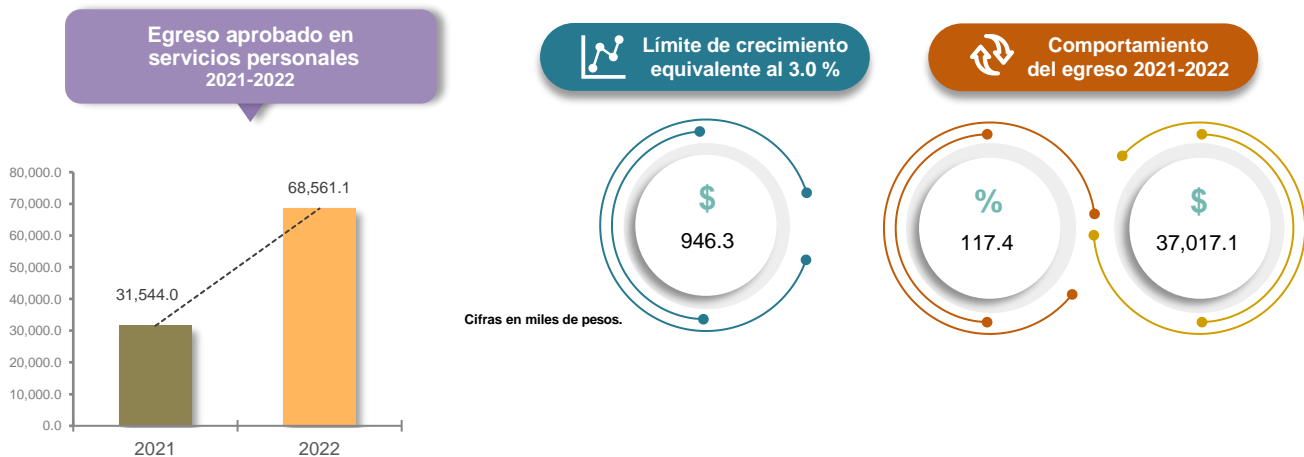 Egreso aprobado en
servicios personales
2021-2022
80,000.0
70,000.0
60,000.0
50,000.0
40,000.0
30,000.0
20,000.0
10,000.0
0.0
31,544.0
68,561.1
2021
2022
Límite de crecimiento
equivalente al 3.0 %
$
946.3
Cifras en miles de pesos.
Comportamiento
del egreso 2021-2022
%
117.4
$
37,017.1